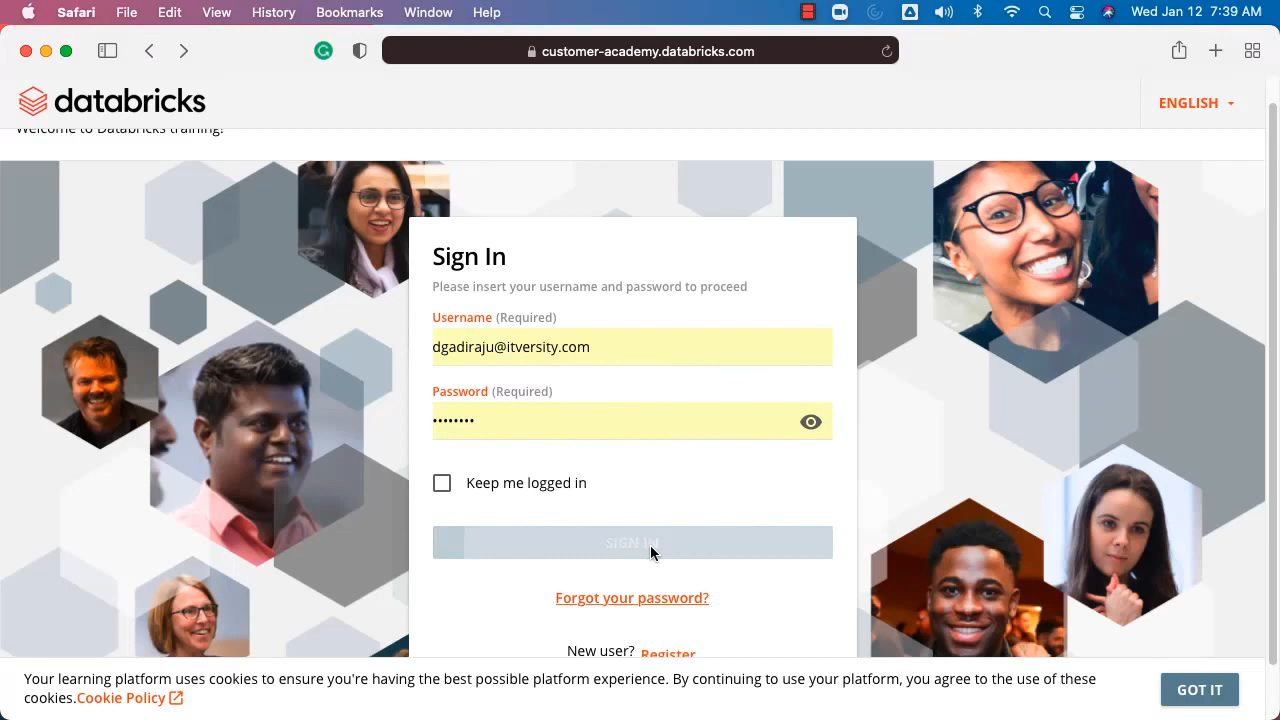 Safari File Edit View History Bookmarks Window Help Wed Jan 12 7:39 AM
customer-academy.databricks.com
databricks
ENGLISH
Welcome to Databricks training!
Sign In
Please insert your username and password to proceed
Username (Required)
dgadiraju@itversity.com
Password (Required)
••••••••
Keep me logged in
SIGN IN
Forgot your password?
New user? Register
Your learning platform uses cookies to ensure you're having the best possible platform experience. By continuing to use your platform, you agree to the use of these
cookies.Cookie Policy
GOT IT